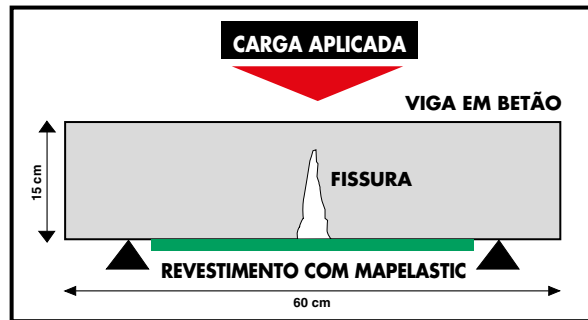 CARGA APLICADA
VIGA EM BETÃO
15 cm
FISSURA
REVESTIMENTO COM MAPELASTIC
60 cm